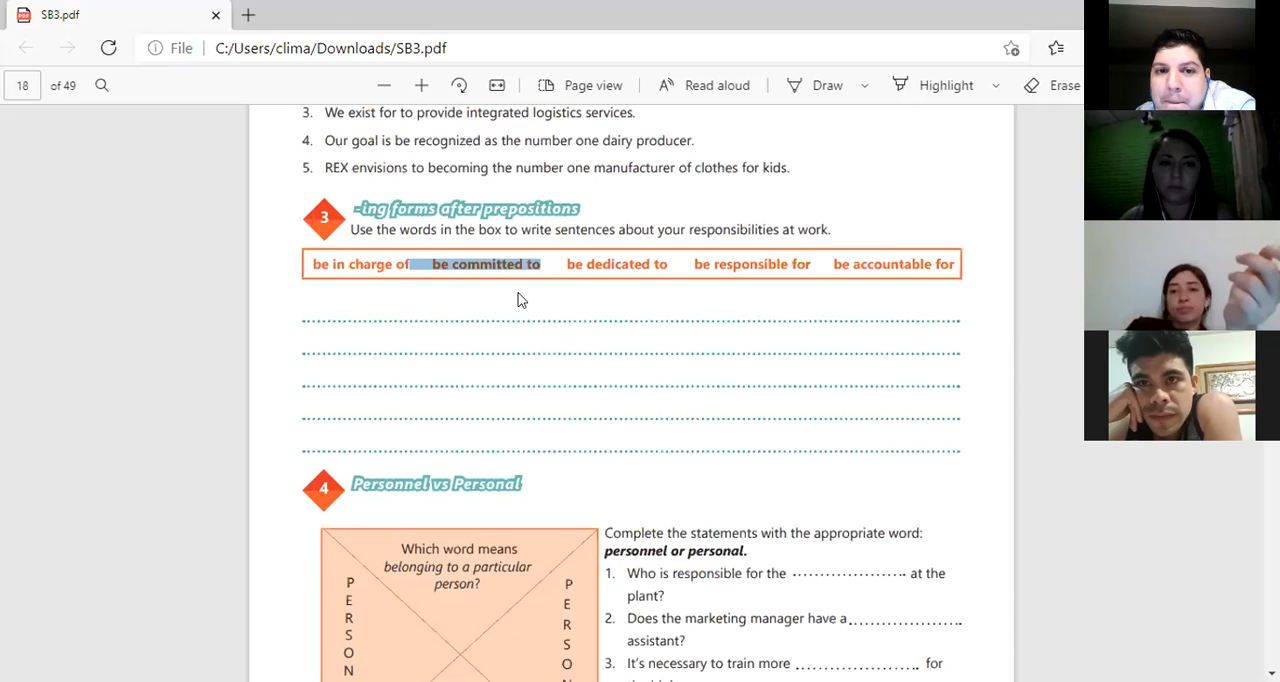 SB3.pdf
File C:/Users/clima/Downloads/SB3.pdf
18 of 49 Page view Read aloud Draw Highlight Erase
3. We exist for to provide integrated logistics services.
4. Our goal is be recognized as the number one dairy producer.
5. REX envisions to becoming the number one manufacturer of clothes for kids.
3 -ing forms after prepositions
Use the words in the box to write sentences about your responsibilities at work.
be in charge of be committed to be dedicated to be responsible for be accountable for
4 Personnel vs Personal
Which word means
belonging to a particular
person?
P
E
R
S
O
N
P
E
R
S
O
Complete the statements with the appropriate word:
personnel or personal.
1. Who is responsible for the .................... at the
plant?
2. Does the marketing manager have a ....................
assistant?
3. It's necessary to train more .................... for